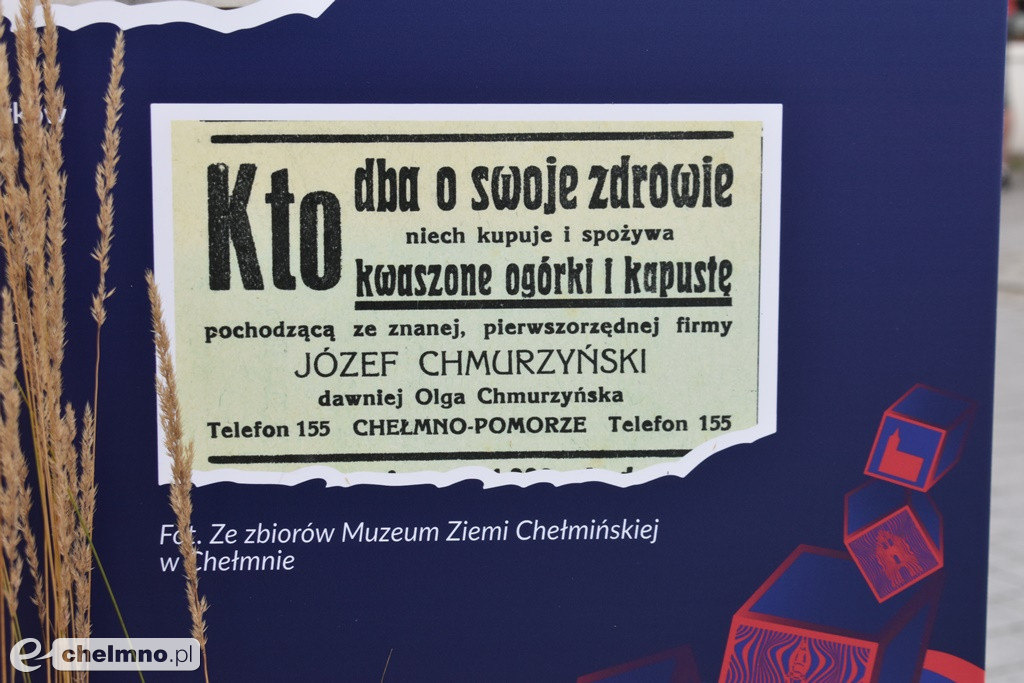 Kto dba o swoje zdrowie
niech kupuje i spożywa
kwaszone ogórki i kapustę
pochodzącą ze znanej, pierwszorzędnej firmy
JÓZEF CHMURZYŃSKI
dawniej Olga Chmurzyńska
Telefon 155 CHEŁMNO-POMORZE Telefon 155
Fot. Ze zbiorów Muzeum Ziemi Chełmińskiej
w Chełmnie
e chelmno.pl